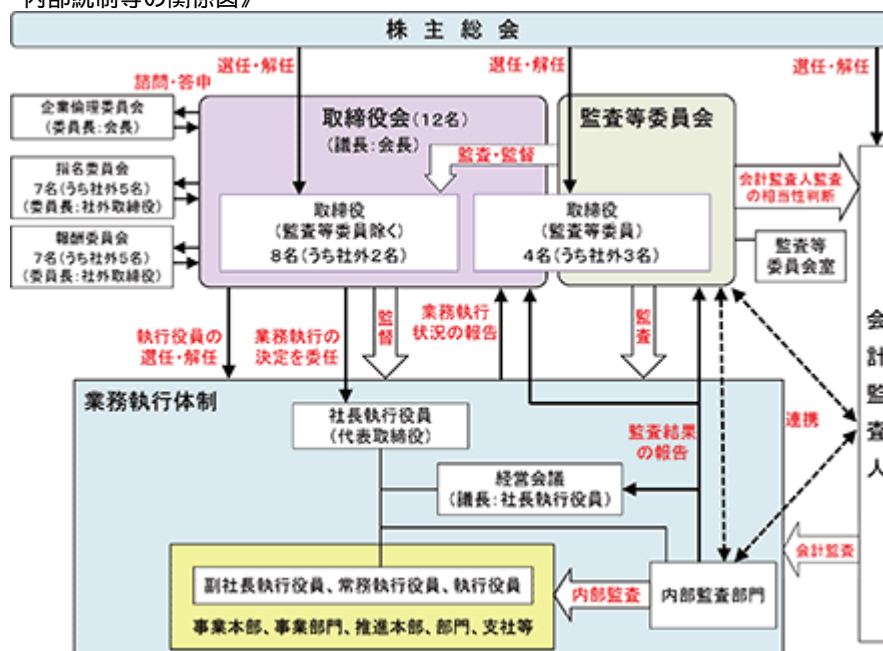 内部統制等の関係図》
株主総会
選任・解任
選任・解任
選任・解任
諮問・答申
企業倫理委員会
(委員長:会長)
取締役会(12名)
(議長:会長)
監査等委員会
監査・監督
指名委員会
7名(うち社外5名)
(委員長:社外取締役)
会計監査人監査
の相当性判断
取締役
(監査等委員除く)
8名(うち社外2名)
取締役
(監査等委員)
4名(うち社外3名)
報酬委員会
7名(うち社外5名)
(委員長:社外取締役)
監査等
委員会室
執行役員の
選任・解任
業務執行の
決定を委任
監督
業務執行
状況の報告
監査
会計監査人
業務執行体制
社長執行役員
(代表取締役)
監査結果
の報告
連携
経営会議
(議長:社長執行役員)
会計監査
副社長執行役員、常務執行役員、執行役員
内部監査
内部監査部門
事業本部、事業部門、推進本部、部門、支社等